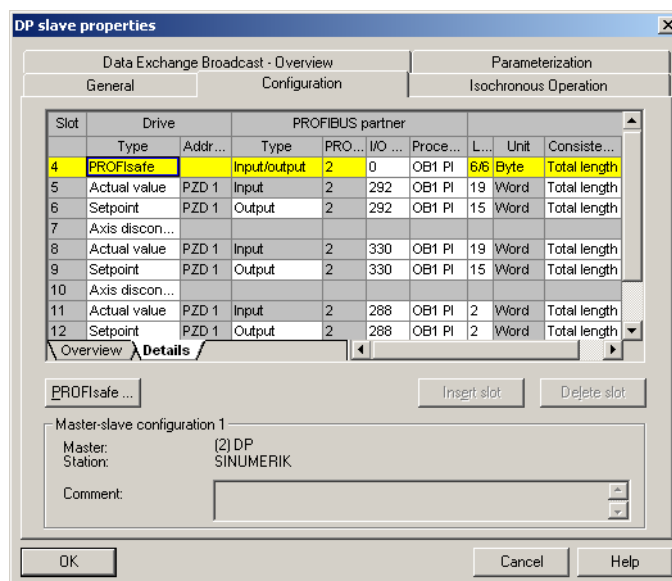 DP slave properties
Data Exchange Broadcast - Overview Parameterization
General Configuration Isochronous Operation
Slot Drive PROFIBUS partner
Type Addr... Type PRO... I/O ... Proce... L... Unit Consiste...
4 PROFIsafe Input/output 2 0 OB1 PI 6/6 Byte Total length
5 Actual value PZD 1 Input 2 292 OB1 PI 19 Word Total length
6 Setpoint PZD 1 Output 2 292 OB1 PI 15 Word Total length
7 Axis discon...
8 Actual value PZD 1 Input 2 330 OB1 PI 19 Word Total length
9 Setpoint PZD 1 Output 2 330 OB1 PI 15 Word Total length
10 Axis discon...
11 Actual value PZD 1 Input 2 288 OB1 PI 2 Word Total length
12 Setpoint PZD 1 Output 2 288 OB1 PI 2 Word Total length
Overview Details
PROFIsafe ... Insert slot Delete slot
Master-slave configuration 1
Master: (2) DP
Station: SINUMERIK
Comment:
OK Cancel Help